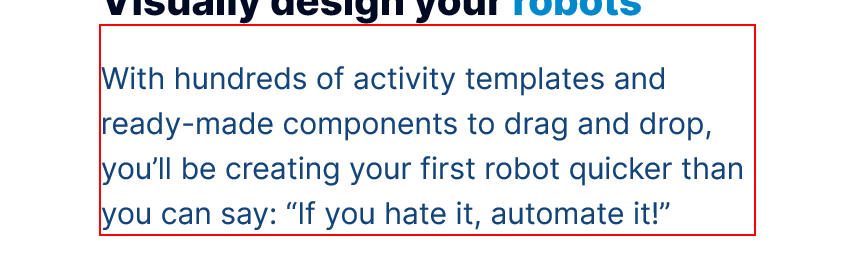 Visually design your robots
With hundreds of activity templates and
ready-made components to drag and drop,
you’ll be creating your first robot quicker than
you can say: “If you hate it, automate it!”